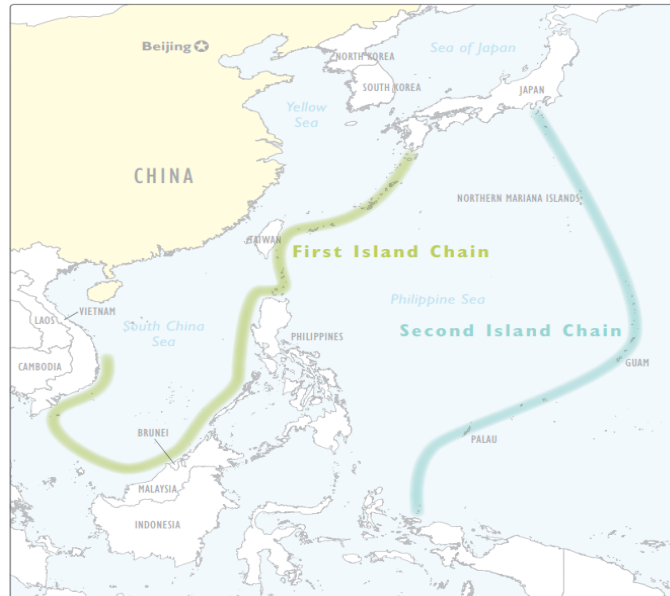 Beijing
Sea of Japan
NORTH KOREA
SOUTH KOREA
JAPAN
Yellow
Sea
CHINA
NORTHERN MARIANA ISLANDS
TAIWAN
First Island Chain
Philippine Sea
LAOS
VIETNAM
South China
Sea
Second Island Chain
PHILIPPINES
CAMBODIA
GUAM
BRUNEI
PALAU
MALAYSIA
INDONESIA